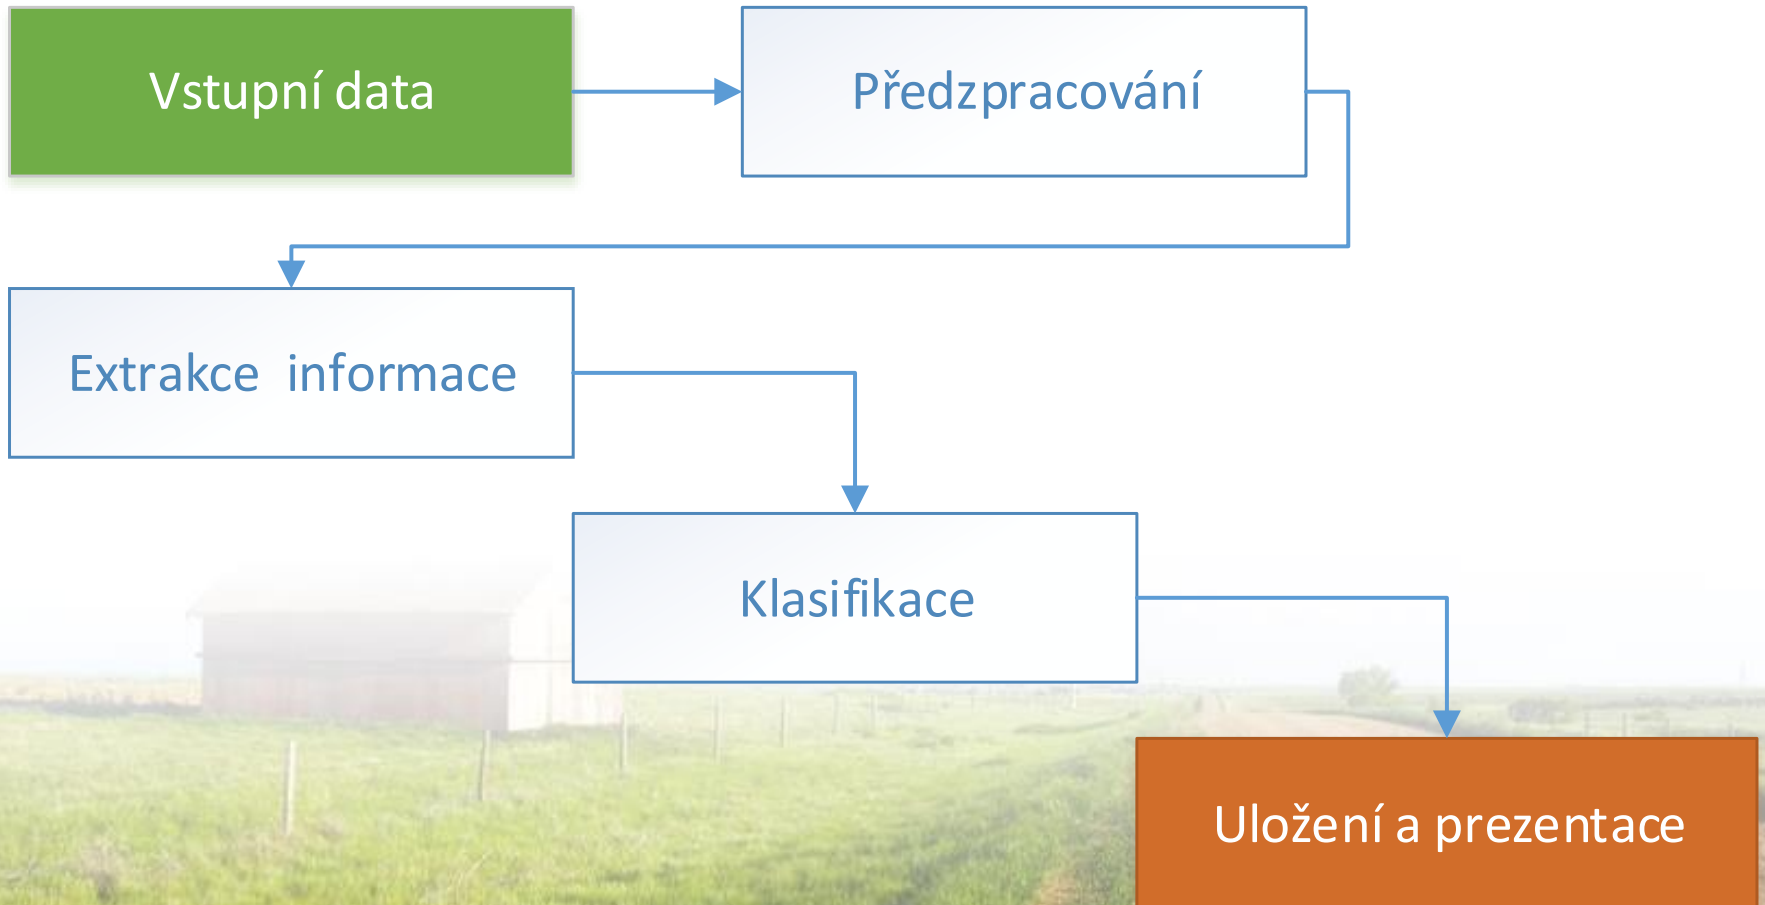 Vstupní data
Předzpracování
Extrakce informace
Klasifikace
Uložení a prezentace